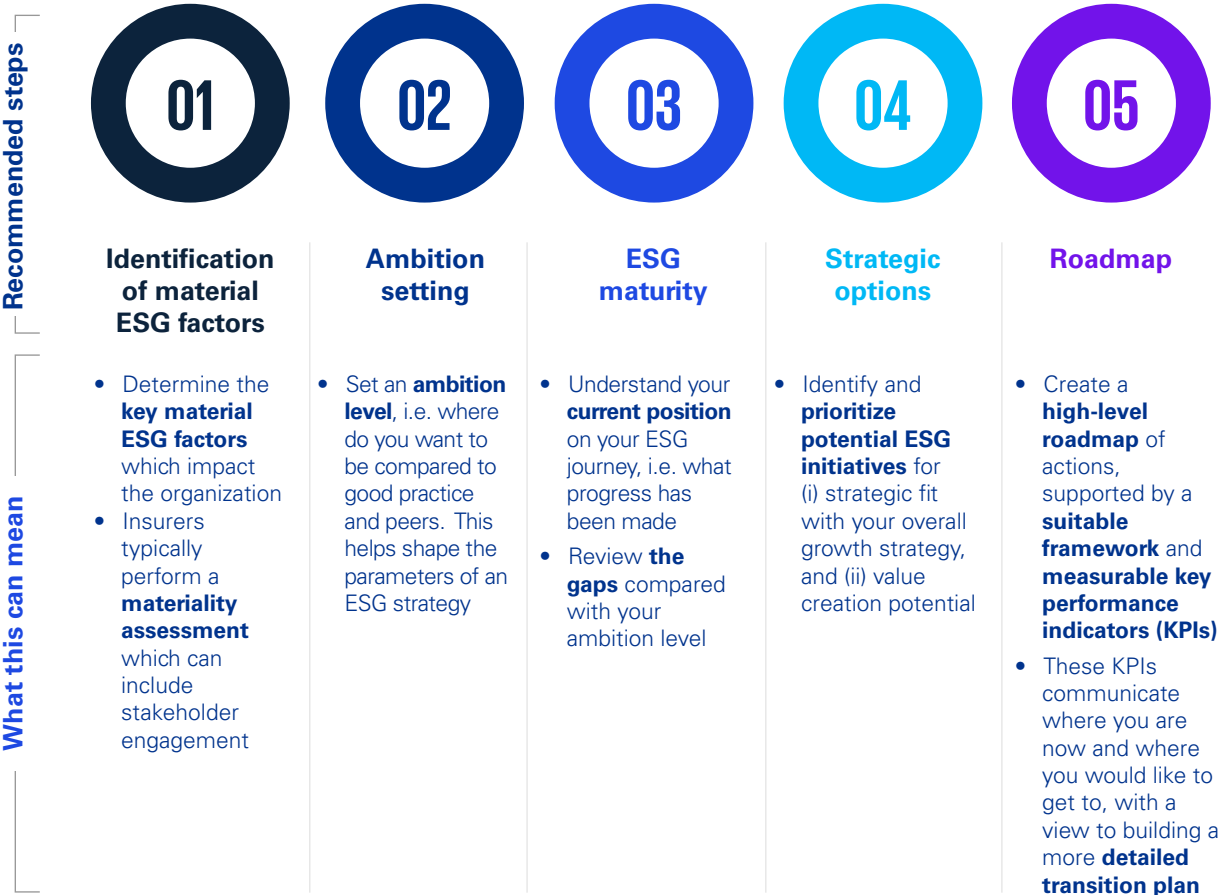 Recommended steps
01
02
03
04
05
Identification
of material
ESG factors
Ambition
setting
ESG
maturity
Strategic
options
Roadmap
What this can mean
• Determine the
key material
ESG factors
which impact
the organization
• Insurers
typically
perform a
materiality
assessment
which can
include
stakeholder
engagement
• Set an ambition
level, i.e. where
do you want to
be compared to
good practice
and peers. This
helps shape the
parameters of an
ESG strategy
• Understand your
current position
on your ESG
journey, i.e. what
progress has
been made
• Review the
gaps compared
with your
ambition level
• Identify and
prioritize
potential ESG
initiatives for
(i) strategic fit
with your overall
growth strategy,
and (ii) value
creation potential
• Create a
high-level
roadmap of
actions,
supported by a
suitable
framework and
measurable key
performance
indicators (KPIs)
• These KPIs
communicate
where you are
now and where
you would like to
get to, with a
view to building a
more detailed
transition plan